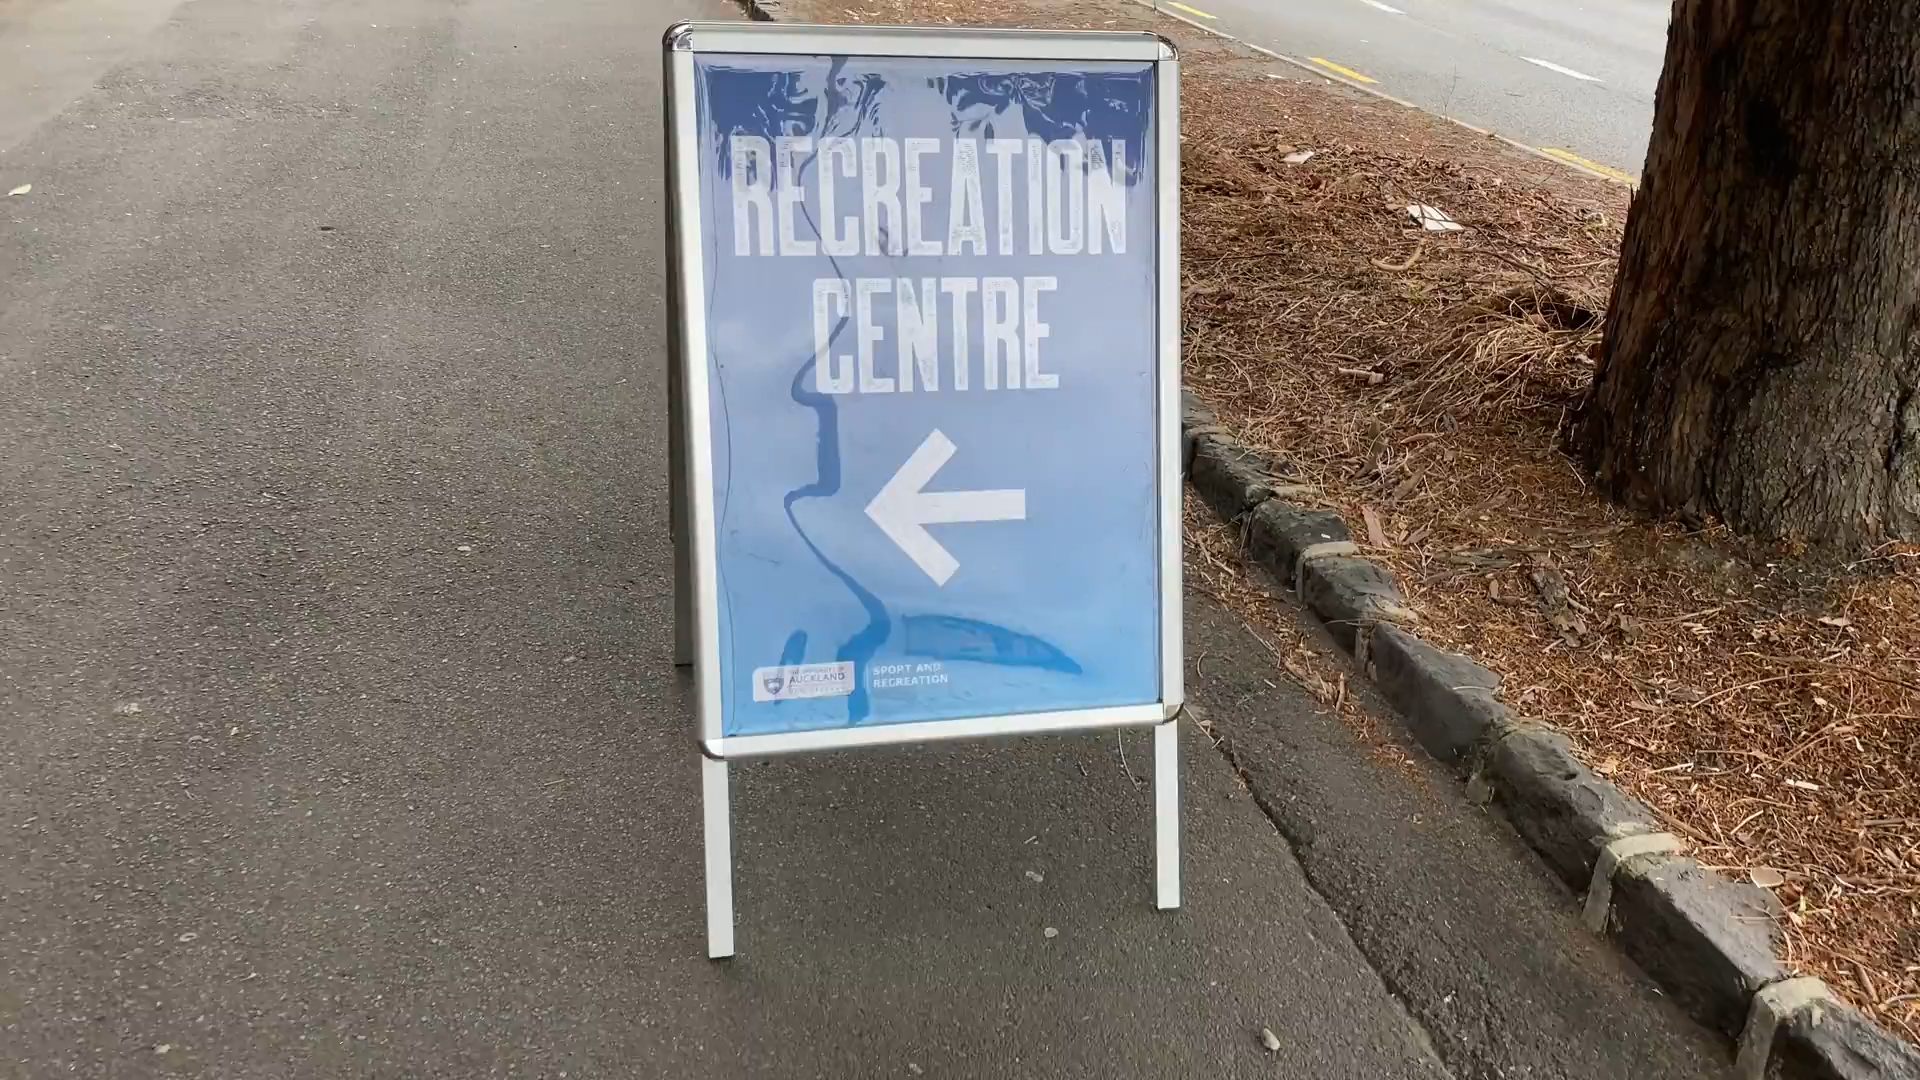 RECREATION
CENTRE
AUCKLAND
SPORT AND
RECREATION